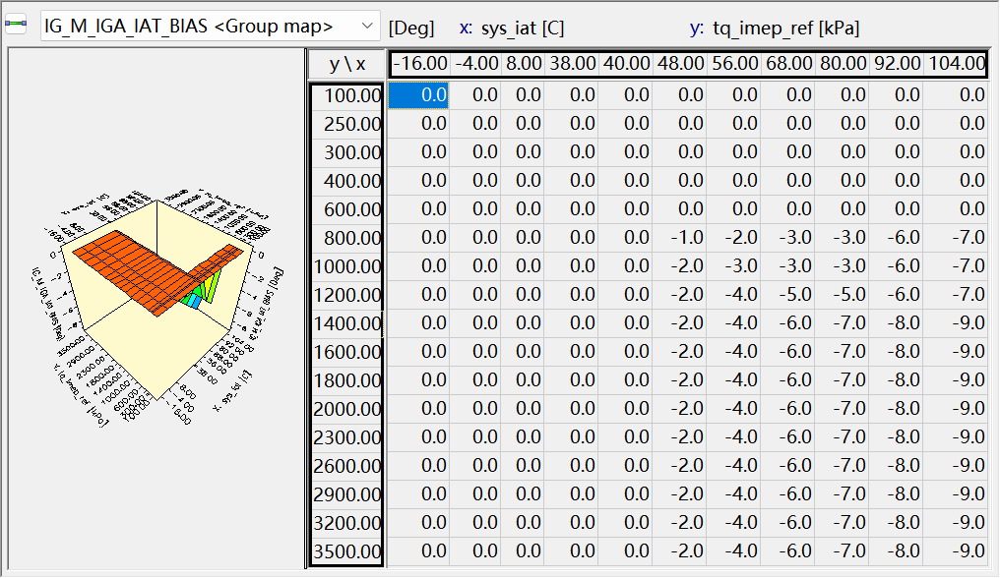 IG_M_IGA_IAT_BIAS <Group map> [Deg] x: sys_iat [C] y: tq_imep_ref [kPa]
y \ x -16.00 -4.00 8.00 38.00 40.00 48.00 56.00 68.00 80.00 92.00 104.00
100.00 0.0 0.0 0.0 0.0 0.0 0.0 0.0 0.0 0.0 0.0 0.0
250.00 0.0 0.0 0.0 0.0 0.0 0.0 0.0 0.0 0.0 0.0 0.0
300.00 0.0 0.0 0.0 0.0 0.0 0.0 0.0 0.0 0.0 0.0 0.0
400.00 0.0 0.0 0.0 0.0 0.0 0.0 0.0 0.0 0.0 0.0 0.0
600.00 0.0 0.0 0.0 0.0 0.0 0.0 0.0 0.0 0.0 0.0 0.0
800.00 0.0 0.0 0.0 0.0 0.0 -1.0 -2.0 -3.0 -3.0 -6.0 -7.0
1000.00 0.0 0.0 0.0 0.0 0.0 -2.0 -3.0 -3.0 -3.0 -6.0 -7.0
1200.00 0.0 0.0 0.0 0.0 0.0 -2.0 -4.0 -5.0 -5.0 -6.0 -7.0
1400.00 0.0 0.0 0.0 0.0 0.0 -2.0 -4.0 -6.0 -7.0 -8.0 -9.0
1600.00 0.0 0.0 0.0 0.0 0.0 -2.0 -4.0 -6.0 -7.0 -8.0 -9.0
1800.00 0.0 0.0 0.0 0.0 0.0 -2.0 -4.0 -6.0 -7.0 -8.0 -9.0
2000.00 0.0 0.0 0.0 0.0 0.0 -2.0 -4.0 -6.0 -7.0 -8.0 -9.0
2300.00 0.0 0.0 0.0 0.0 0.0 -2.0 -4.0 -6.0 -7.0 -8.0 -9.0
2600.00 0.0 0.0 0.0 0.0 0.0 -2.0 -4.0 -6.0 -7.0 -8.0 -9.0
2900.00 0.0 0.0 0.0 0.0 0.0 -2.0 -4.0 -6.0 -7.0 -8.0 -9.0
3200.00 0.0 0.0 0.0 0.0 0.0 -2.0 -4.0 -6.0 -7.0 -8.0 -9.0
3500.00 0.0 0.0 0.0 0.0 0.0 -2.0 -4.0 -6.0 -7.0 -8.0 -9.0